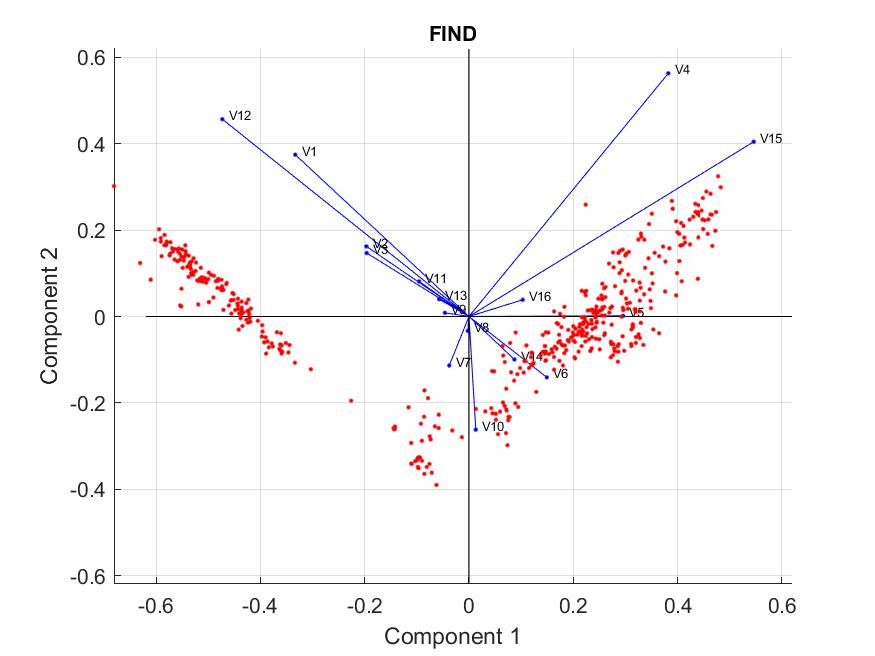 FIND
0.6
0.4
0.2
0
-0.2
-0.4
-0.6
Component 2
V4
V12
V15
V1
V2
V3
V11
V13
V16
V9
V5
V8
V7
V14
V6
V10
-0.6 -0.4 -0.2 0 0.2 0.4 0.6
Component 1